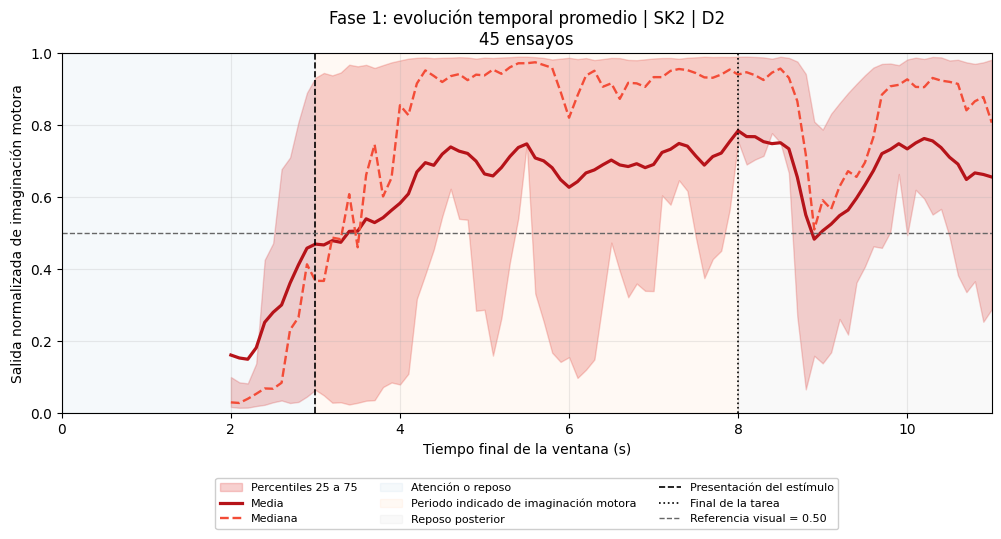 Fase 1: evolución temporal promedio | SK2 | D2
45 ensayos
Salida normalizada de imaginación motora
1.0
0.8
0.6
0.4
0.2
0.0
0
2
4
6
8
10
Tiempo final de la ventana (s)
Percentiles 25 a 75
Media
Mediana
Atención o reposo
Periodo indicado de imaginación motora
Reposo posterior
Presentación del estímulo
Final de la tarea
Referencia visual = 0.50